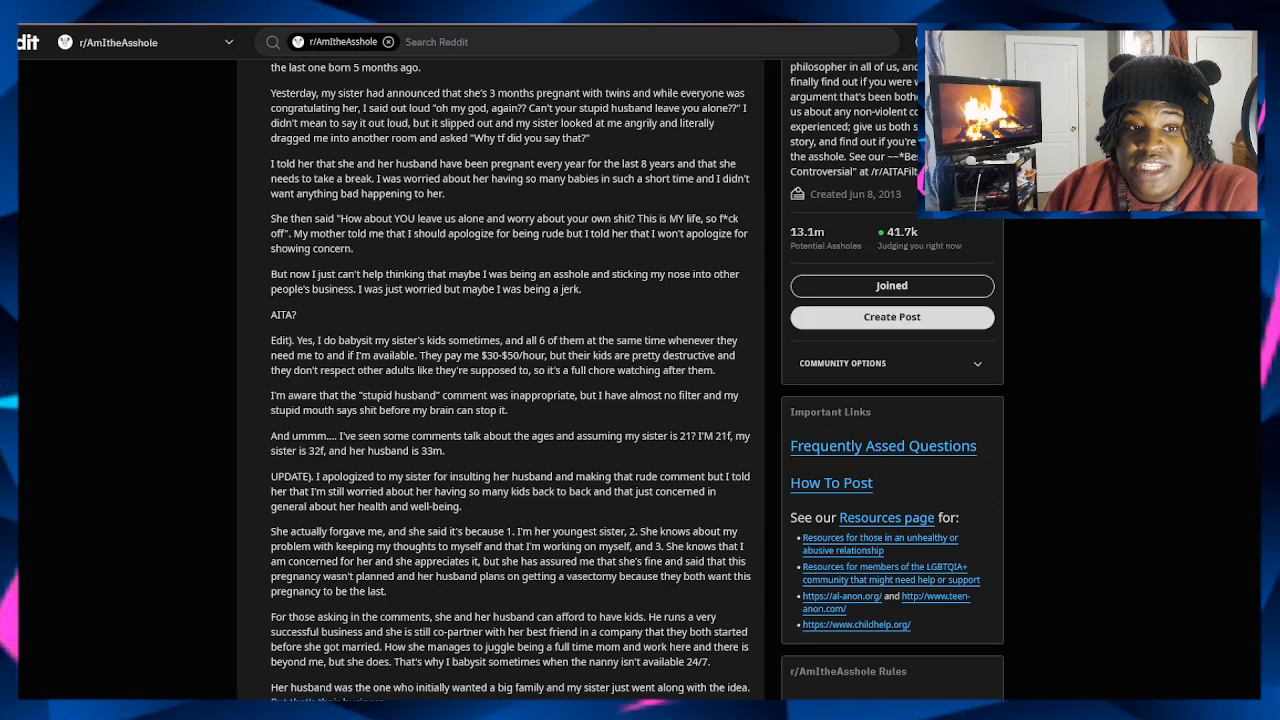 dit
r/AmItheAsshole
r/AmItheAsshole
Search Reddit
the last one born 5 months ago.
Yesterday, my sister had announced that she's 3 months pregnant with twins and while everyone was
congratulating her, I said out loud "oh my god, again?? Can't your stupid husband leave you alone??" I
didn't mean to say it out loud, but it slipped out and my sister looked at me angrily and literally
dragged me into another room and asked "Why tf did you say that?"
I told her that she and her husband have been pregnant every year for the last 8 years and that she
needs to take a break. I was worried about her having so many babies in such a short time and I didn't
want anything bad happening to her.
She then said "How about YOU leave us alone and worry about your own shit? This is MY life, so f*ck
off". My mother told me that I should apologize for being rude but I told her that I won't apologize for
showing concern.
But now I just can't help thinking that maybe I was being an asshole and sticking my nose into other
people's business. I was just worried but maybe I was being a jerk.
AITA?
Edit). Yes, I do babysit my sister's kids sometimes, and all 6 of them at the same time whenever they
need me to and if I'm available. They pay me $30-$50/hour, but their kids are pretty destructive and
they don't respect other adults like they're supposed to, so it's a full chore watching after them.
I'm aware that the "stupid husband" comment was inappropriate, but I have almost no filter and my
stupid mouth says shit before my brain can stop it.
And ummm.... I've seen some comments talk about the ages and assuming my sister is 21? I'M 21f, my
sister is 32f, and her husband is 33m.
UPDATE). I apologized to my sister for insulting her husband and making that rude comment but I told
her that I'm still worried about her having so many kids back to back and that just concerned in
general about her health and well-being.
She actually forgave me, and she said it's because 1. I'm her youngest sister, 2. She knows about my
problem with keeping my thoughts to myself and that I'm working on myself, and 3. She knows that I
am concerned for her and she appreciates it, but she has assured me that she's fine and said that this
pregnancy wasn't planned and her husband plans on getting a vasectomy because they both want this
pregnancy to be the last.
For those asking in the comments, she and her husband can afford to have kids. He runs a very
successful business and she is still co-partner with her best friend in a company that they both started
before she got married. How she manages to juggle being a full time mom and work here and there is
beyond me, but she does. That's why I babysit sometimes when the nanny isn't available 24/7.
Her husband was the one who initially wanted a big family and my sister just went along with the idea.
philosopher in all of us, and
finally find out if you were w
argument that's been bothe
us about any non-violent co
experienced; give us both s
story, and find out if you're
the asshole. See our ~~*Bes
Controversial" at /r/AITAFilt
Created Jun 8, 2013
13.1m 41.7k
Potential Assholes Judging you right now
Joined
Create Post
COMMUNITY OPTIONS
Important Links
Frequently Assed Questions
How To Post
See our Resources page for:
• Resources for those in an unhealthy or
abusive relationship
• Resources for members of the LGBTQIA+
community that might need help or support
• https://al-anon.org/ and http://www.teen-
anon.com/
• https://www.childhelp.org/
r/AmItheAsshole Rules